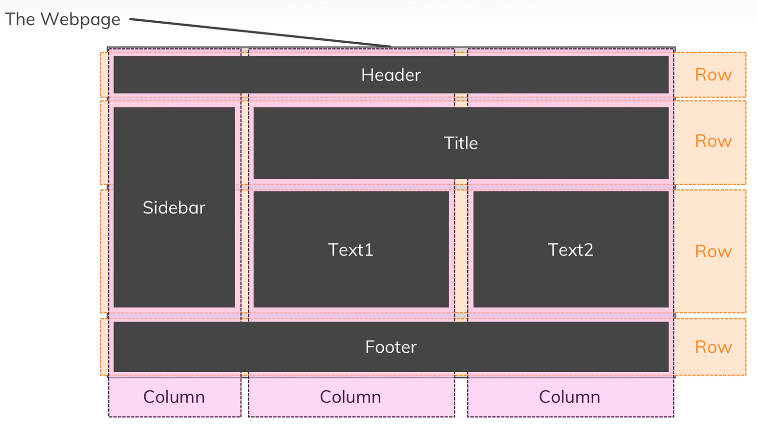 The Webpage
Header
Row
Title
Row
Sidebar
Text1
Text2
Row
Footer
Row
Column
Column
Column